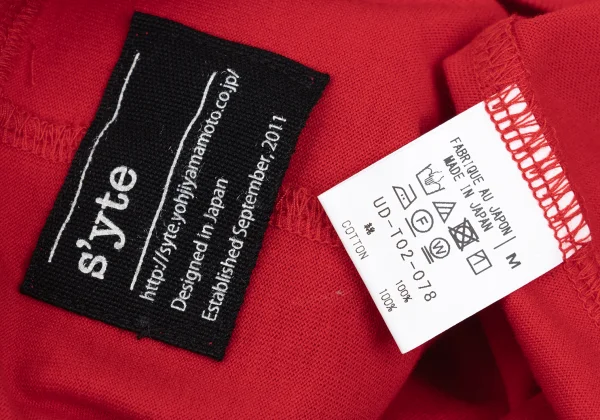 s'yte
http://syte.yohjiyamamoto.co.jp/
Designed in Japan
Established September, 2011
FABRIQUE AU JAPON
MADE IN JAPAN
M
F
W
UD-T02-078
綿 100%
COTTON 100%